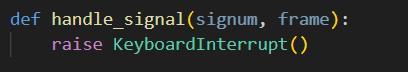 def handle_signal(signum, frame):
    raise KeyboardInterrupt()